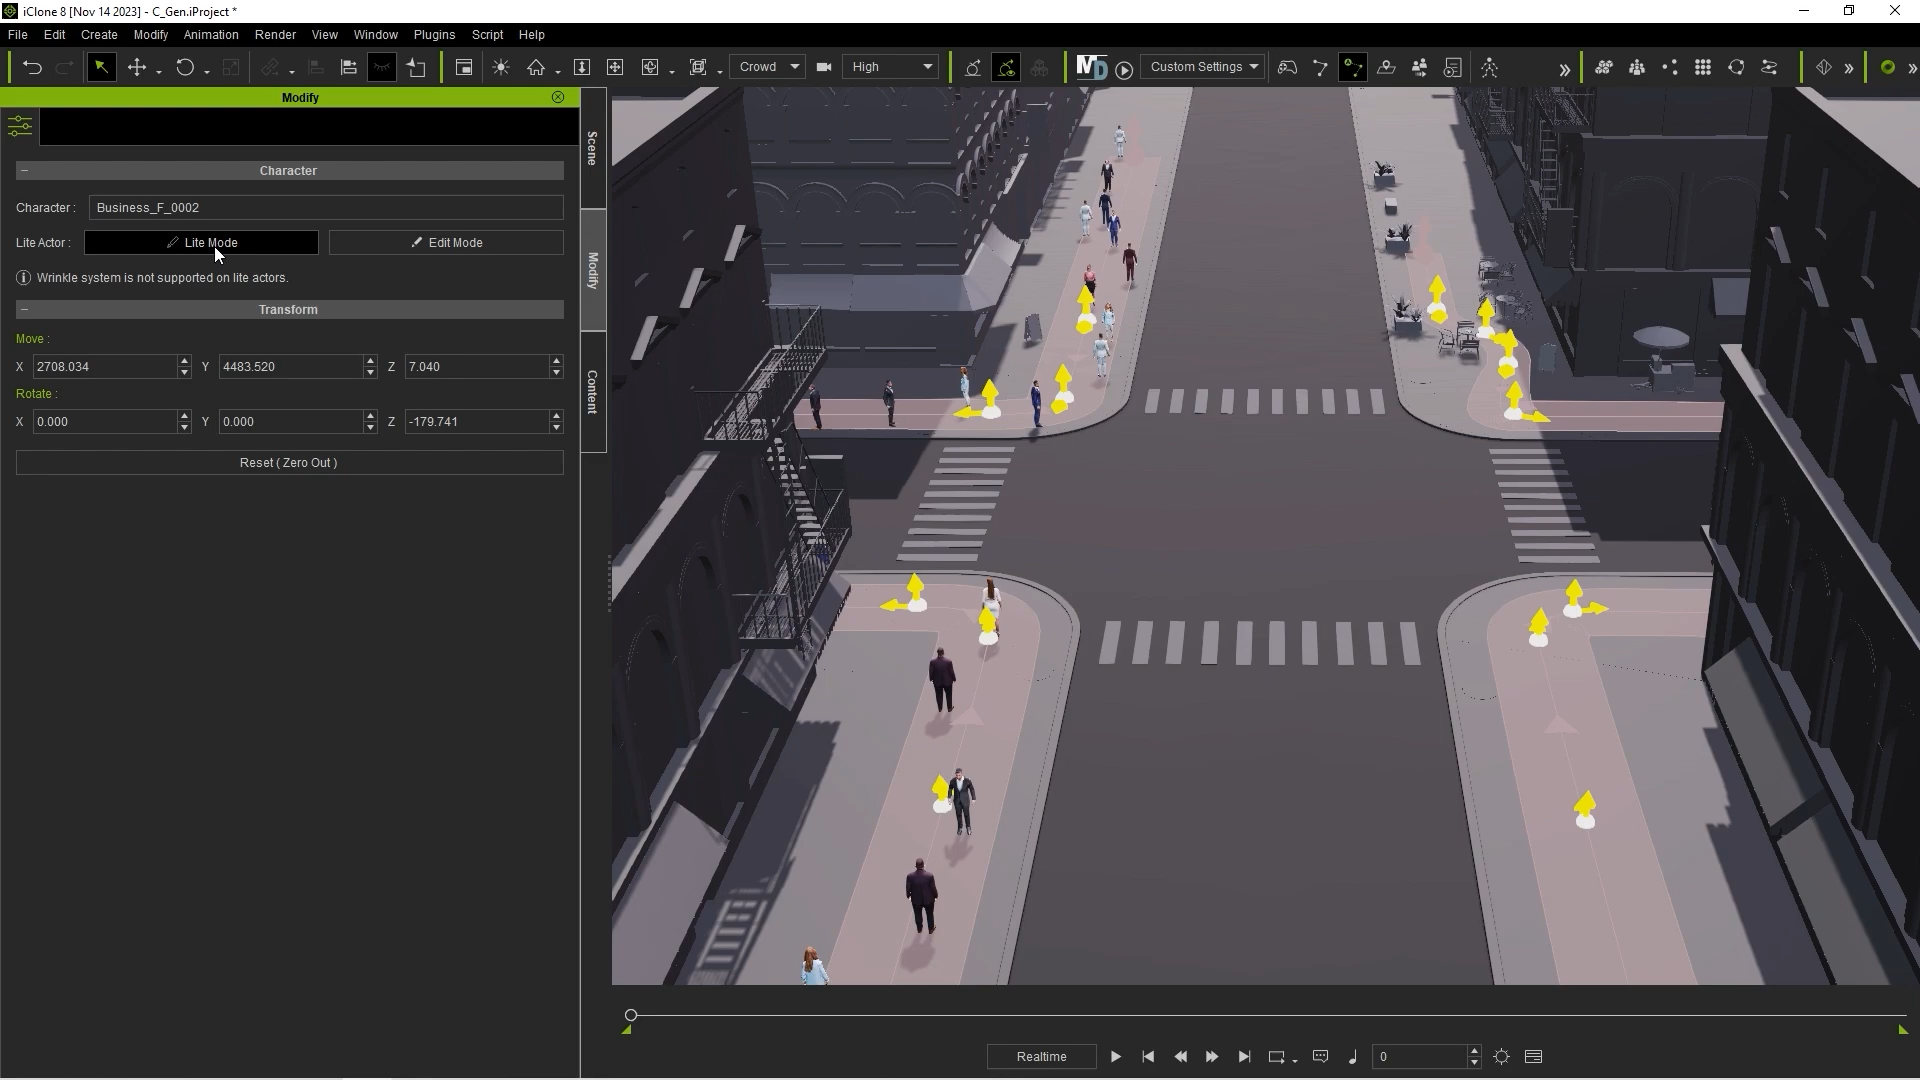 iClone 8 [Nov 14 2023] - C_Gen.iProject *
File Edit Create Modify Animation Render View Window Plugins Script Help
Crowd High MD Custom Settings
Modify
Scene
Modify
Content
Character
Character : Business_F_0002
Lite Actor : Lite Mode Edit Mode
Wrinkle system is not supported on lite actors.
Transform
Move :
X 2708.034 Y 4483.520 Z 7.040
Rotate :
X 0.000 Y 0.000 Z -179.741
Reset ( Zero Out )
Realtime 0